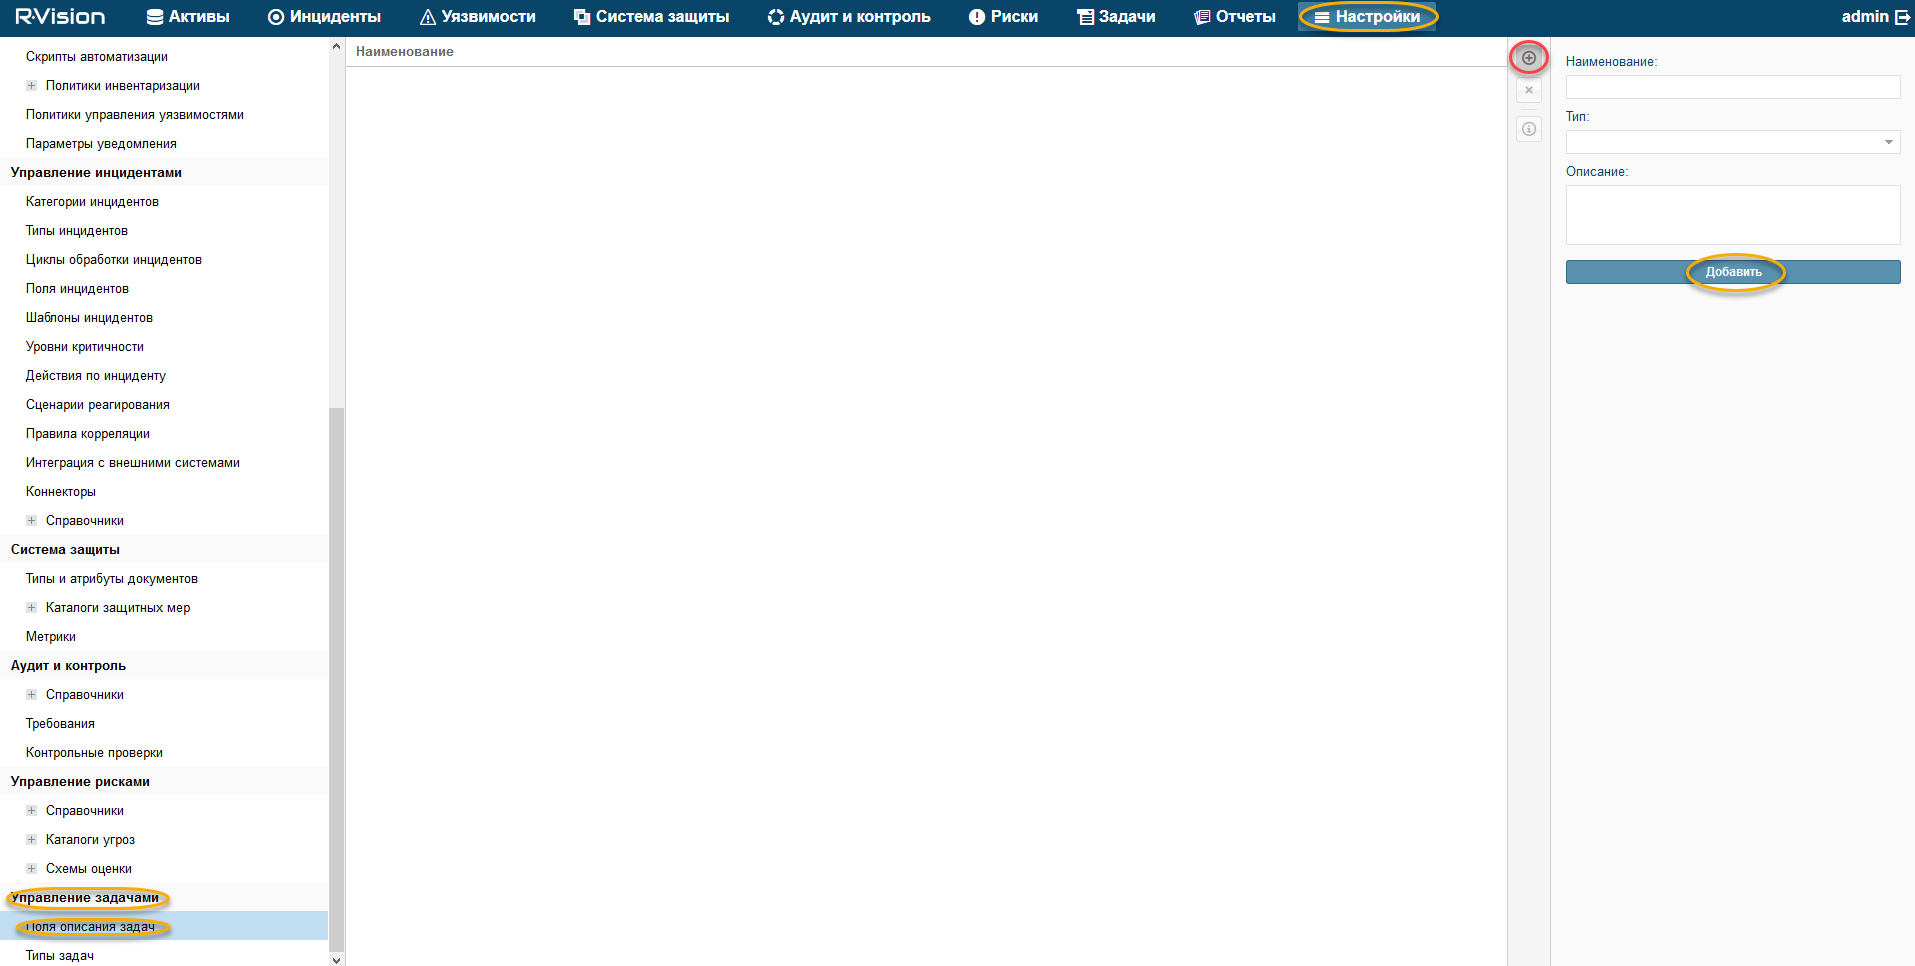 R·Vision
Активы
Инциденты
Уязвимости
Система защиты
Аудит и контроль
Риски
Задачи
Отчеты
Настройки
admin
Скрипты автоматизации
Политики инвентаризации
Политики управления уязвимостями
Параметры уведомления
Управление инцидентами
Категории инцидентов
Типы инцидентов
Циклы обработки инцидентов
Поля инцидентов
Шаблоны инцидентов
Уровни критичности
Действия по инциденту
Сценарии реагирования
Правила корреляции
Интеграция с внешними системами
Коннекторы
Справочники
Система защиты
Типы и атрибуты документов
Каталоги защитных мер
Метрики
Аудит и контроль
Справочники
Требования
Контрольные проверки
Управление рисками
Справочники
Каталоги угроз
Схемы оценки
Управление задачами
Поля описания задач
Типы задач
Наименование
Наименование:
Тип:
Описание:
Добавить